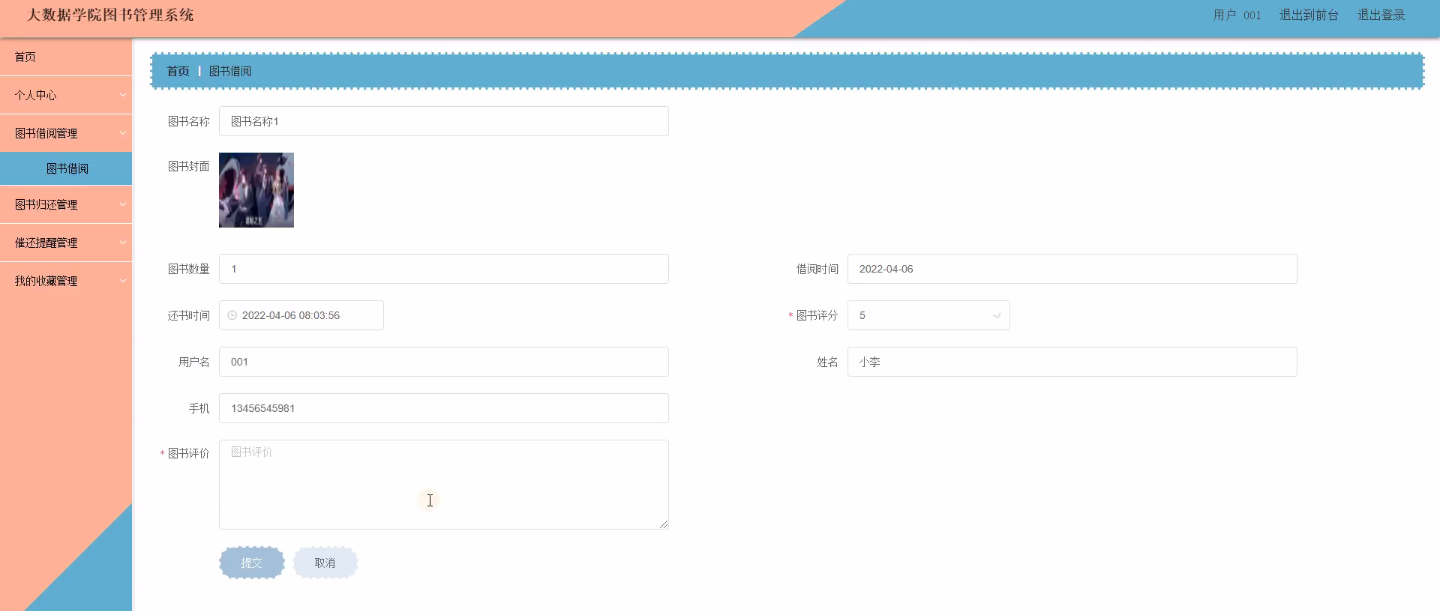 大数据学院图书管理系统
用户 001 退出到前台 退出登录
首页
个人中心
图书借阅管理
图书借阅
图书归还管理
催还提醒管理
我的收藏管理
首页 图书借阅
图书名称 图书名称1
图书封面
图书数量 1 借阅时间 2022-04-06
还书时间 2022-04-06 08:03:56 * 图书评分 5
用户名 001 姓名 小李
手机 13456545981
* 图书评价 图书评价
提交 取消